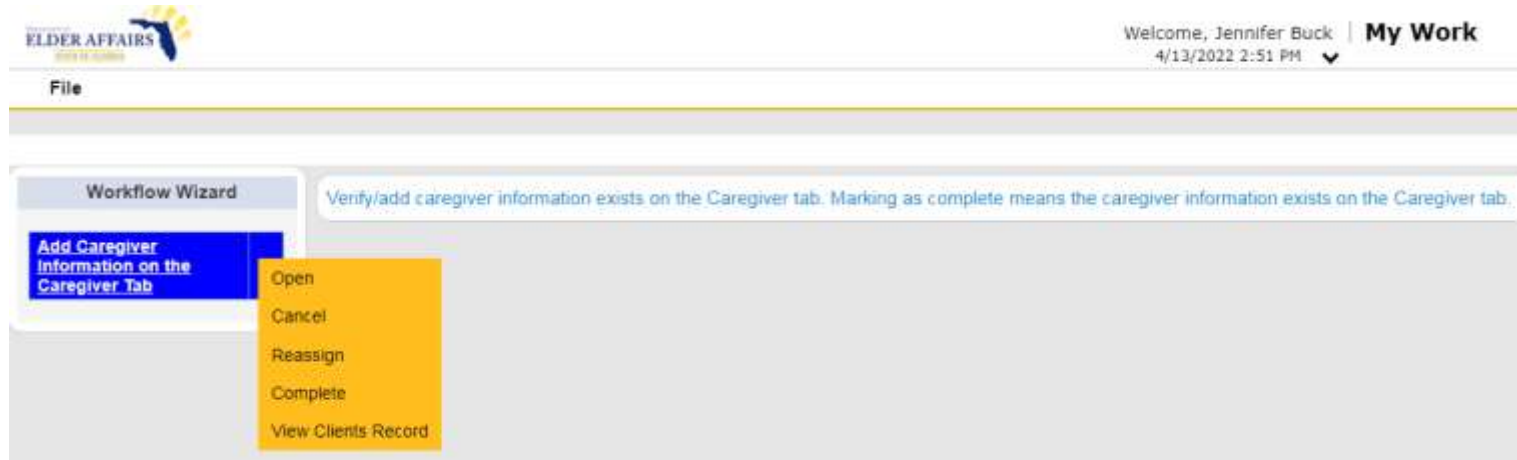 ELDER AFFAIRS
Welcome, Jennifer Buck | My Work
4/13/2022 2:51 PM
File
Workflow Wizard
Verify/add caregiver information exists on the Caregiver tab. Marking as complete means the caregiver information exists on the Caregiver tab.
Add Caregiver
Information on the
Caregiver Tab
Open
Cancel
Reassign
Complete
View Clients Record